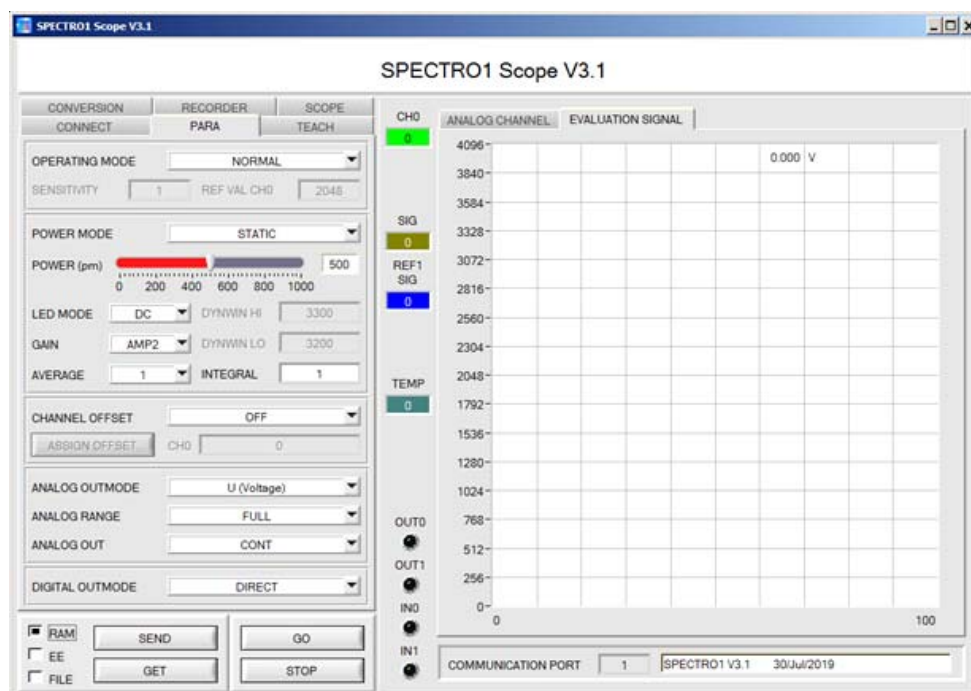 SPECTRO1 Scope V3.1
SPECTRO1 Scope V3.1
CONVERSION RECORDER SCOPE
CONNECT PARA TEACH
OPERATING MODE NORMAL
SENSITIVITY 1 REF VAL CH0 2048
POWER MODE STATIC
POWER (pm) 500
0 200 400 600 800 1000
LED MODE DC DYNWIN HI 3300
GAIN AMP2 DYNWIN LO 3200
AVERAGE 1 INTEGRAL 1
CHANNEL OFFSET OFF
ASSIGN OFFSET CH0 0
ANALOG OUTMODE U (Voltage)
ANALOG RANGE FULL
ANALOG OUT CONT
DIGITAL OUTMODE DIRECT
RAM SEND GO
EE
FILE GET STOP
CH0
0
SIG
0
REF1
SIG
0
TEMP
0
OUT0
OUT1
IN0
IN1
ANALOG CHANNEL EVALUATION SIGNAL
0.000 V
4096
3840
3584
3328
3072
2816
2560
2304
2048
1792
1536
1280
1024
768
512
256
0
0 100
COMMUNICATION PORT 1 SPECTRO1 V3.1 30/Jul/2019